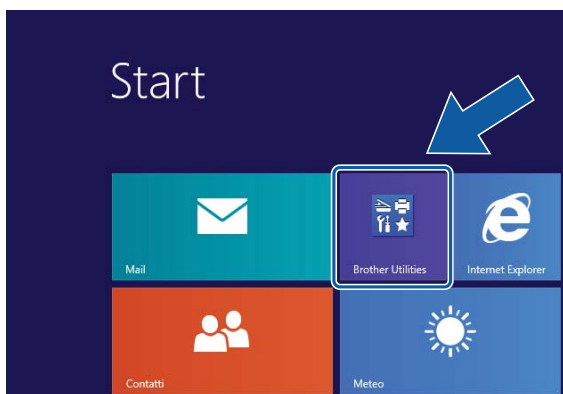 Start
Mail
Brother Utilities
Internet Explorer
Contatti
Meteo